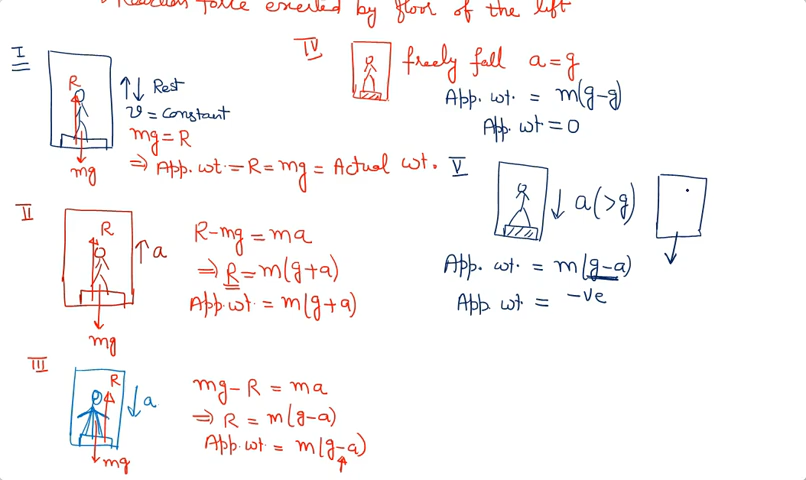 Reaction force exerted by floor of the lift
I
R
mg
↑↓ Rest
v = Constant
mg = R
⇒ App. wt. = R = mg = Actual wt.
II
R
mg
↑a
R-mg = ma
⇒ R = m(g+a)
App. wt = m(g+a)
III
R
mg
↓a
mg-R = ma
⇒ R = m(g-a)
App. wt = m(g-a)
IV
freely fall a=g
App. wt. = m(g-g)
App. wt = 0
V
↓ a(>g)
App. wt = m(g-a)
App. wt = -ve